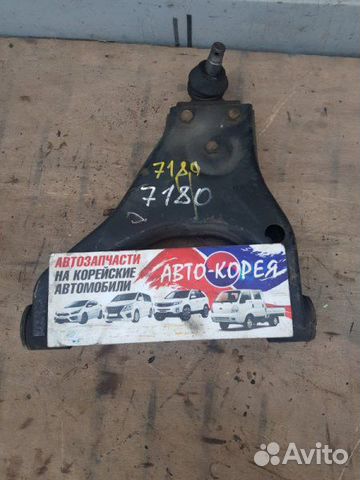 7180
7180
АВТОЗАПЧАСТИ
НА КОРЕЙСКИЕ
АВТОМОБИЛИ
АВТО-КОРЕЯ
Avito